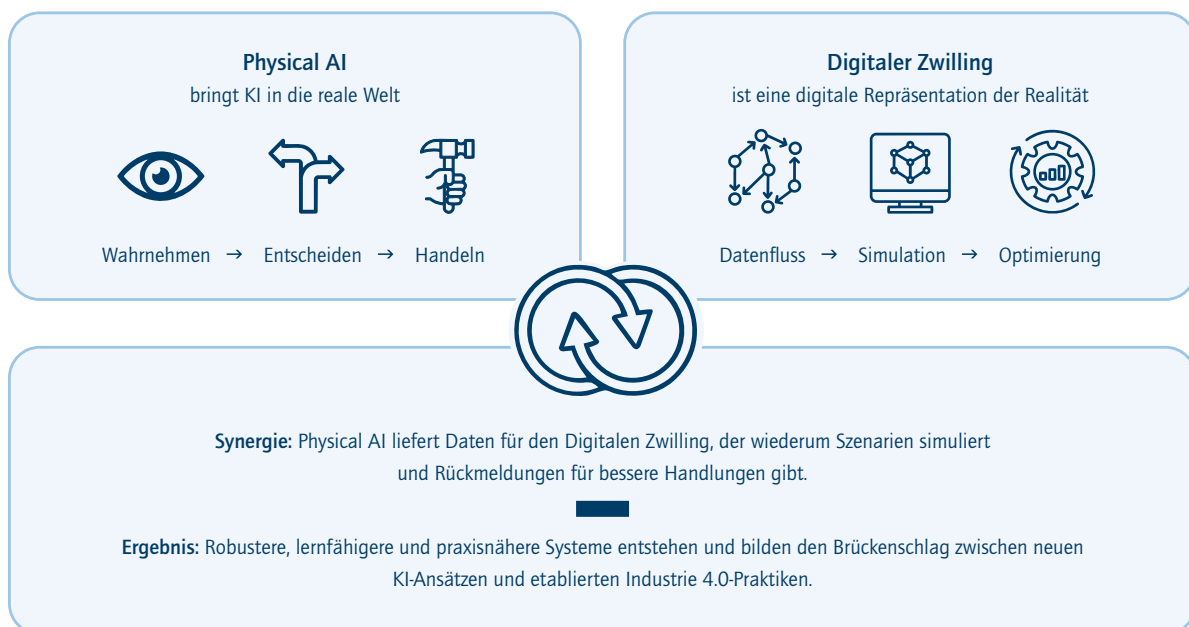 Physical AI
bringt KI in die reale Welt
Wahrnehmen → Entscheiden → Handeln
Digitaler Zwilling
ist eine digitale Repräsentation der Realität
Datenfluss → Simulation → Optimierung
Synergie: Physical AI liefert Daten für den Digitalen Zwilling, der wiederum Szenarien simuliert
und Rückmeldungen für bessere Handlungen gibt.
Ergebnis: Robustere, lernfähigere und praxisnähere Systeme entstehen und bilden den Brückenschlag zwischen neuen
KI-Ansätzen und etablierten Industrie 4.0-Praktiken.